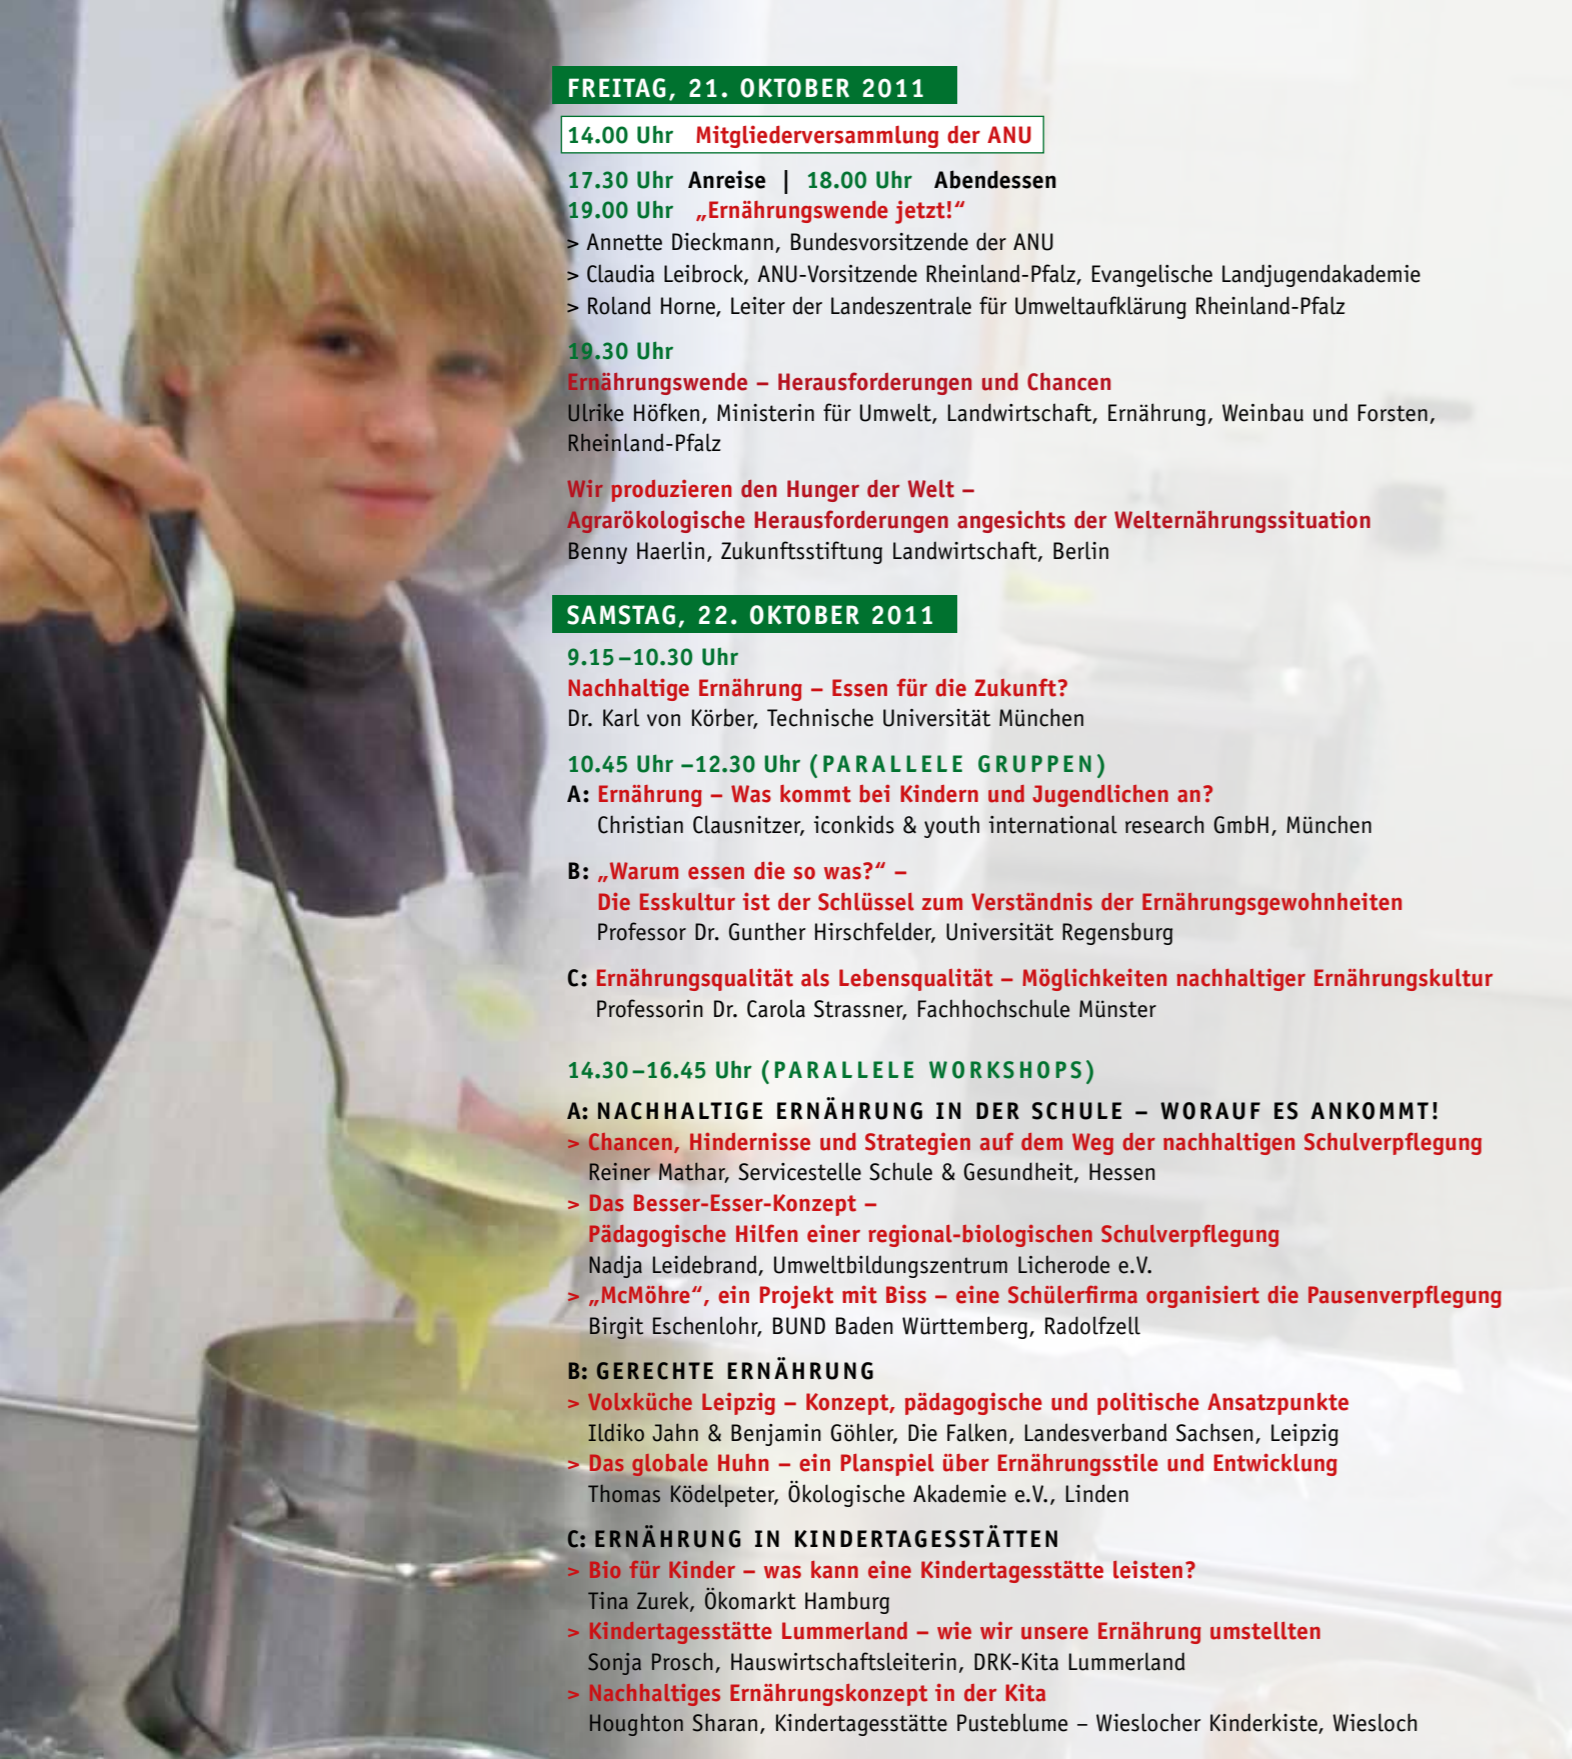 FREITAG, 21. OKTOBER 2011
14.00 Uhr Mitgliederversammlung der ANU
17.30 Uhr Anreise | 18.00 Uhr Abendessen
19.00 Uhr „Ernährungswende jetzt!“
> Annette Dieckmann, Bundesvorsitzende der ANU
> Claudia Leibrock, ANU-Vorsitzende Rheinland-Pfalz, Evangelische Landjugendakademie
> Roland Horne, Leiter der Landeszentrale für Umweltaufklärung Rheinland-Pfalz
19.30 Uhr
Ernährungswende – Herausforderungen und Chancen
Ulrike Höfken, Ministerin für Umwelt, Landwirtschaft, Ernährung, Weinbau und Forsten,
Rheinland-Pfalz
Wir produzieren den Hunger der Welt –
Agrarökologische Herausforderungen angesichts der Welternährungssituation
Benny Haerlin, Zukunftsstiftung Landwirtschaft, Berlin
SAMSTAG, 22. OKTOBER 2011
9.15–10.30 Uhr
Nachhaltige Ernährung – Essen für die Zukunft?
Dr. Karl von Körber, Technische Universität München
10.45 Uhr –12.30 Uhr (PARALLELE GRUPPEN)
A: Ernährung – Was kommt bei Kindern und Jugendlichen an?
Christian Clausnitzer, iconkids & youth international research GmbH, München
B: „Warum essen die so was?“ –
Die Esskultur ist der Schlüssel zum Verständnis der Ernährungsgewohnheiten
Professor Dr. Gunther Hirschfelder, Universität Regensburg
C: Ernährungsqualität als Lebensqualität – Möglichkeiten nachhaltiger Ernährungskultur
Professorin Dr. Carola Strassner, Fachhochschule Münster
14.30–16.45 Uhr (PARALLELE WORKSHOPS)
A: NACHHALTIGE ERNÄHRUNG IN DER SCHULE – WORAUF ES ANKOMMT!
> Chancen, Hindernisse und Strategien auf dem Weg der nachhaltigen Schulverpflegung
Reiner Mathar, Servicestelle Schule & Gesundheit, Hessen
> Das Besser-Esser-Konzept –
Pädagogische Hilfen einer regional-biologischen Schulverpflegung
Nadja Leidebrand, Umweltbildungszentrum Licherode e.V.
> „McMöhre“, ein Projekt mit Biss – eine Schülerfirma organisiert die Pausenverpflegung
Birgit Eschenlohr, BUND Baden Württemberg, Radolfzell
B: GERECHTE ERNÄHRUNG
> Volxküche Leipzig – Konzept, pädagogische und politische Ansatzpunkte
Ildiko Jahn & Benjamin Göhler, Die Falken, Landesverband Sachsen, Leipzig
> Das globale Huhn – ein Planspiel über Ernährungsstile und Entwicklung
Thomas Ködelpeter, Ökologische Akademie e.V., Linden
C: ERNÄHRUNG IN KINDERTAGESSTÄTTEN
> Bio für Kinder – was kann eine Kindertagesstätte leisten?
Tina Zurek, Ökomarkt Hamburg
> Kindertagesstätte Lummerland – wie wir unsere Ernährung umstellten
Sonja Prosch, Hauswirtschaftsleiterin, DRK-Kita Lummerland
> Nachhaltiges Ernährungskonzept in der Kita
Houghton Sharan, Kindertagesstätte Pusteblume – Wieslocher Kinderkiste, Wiesloch